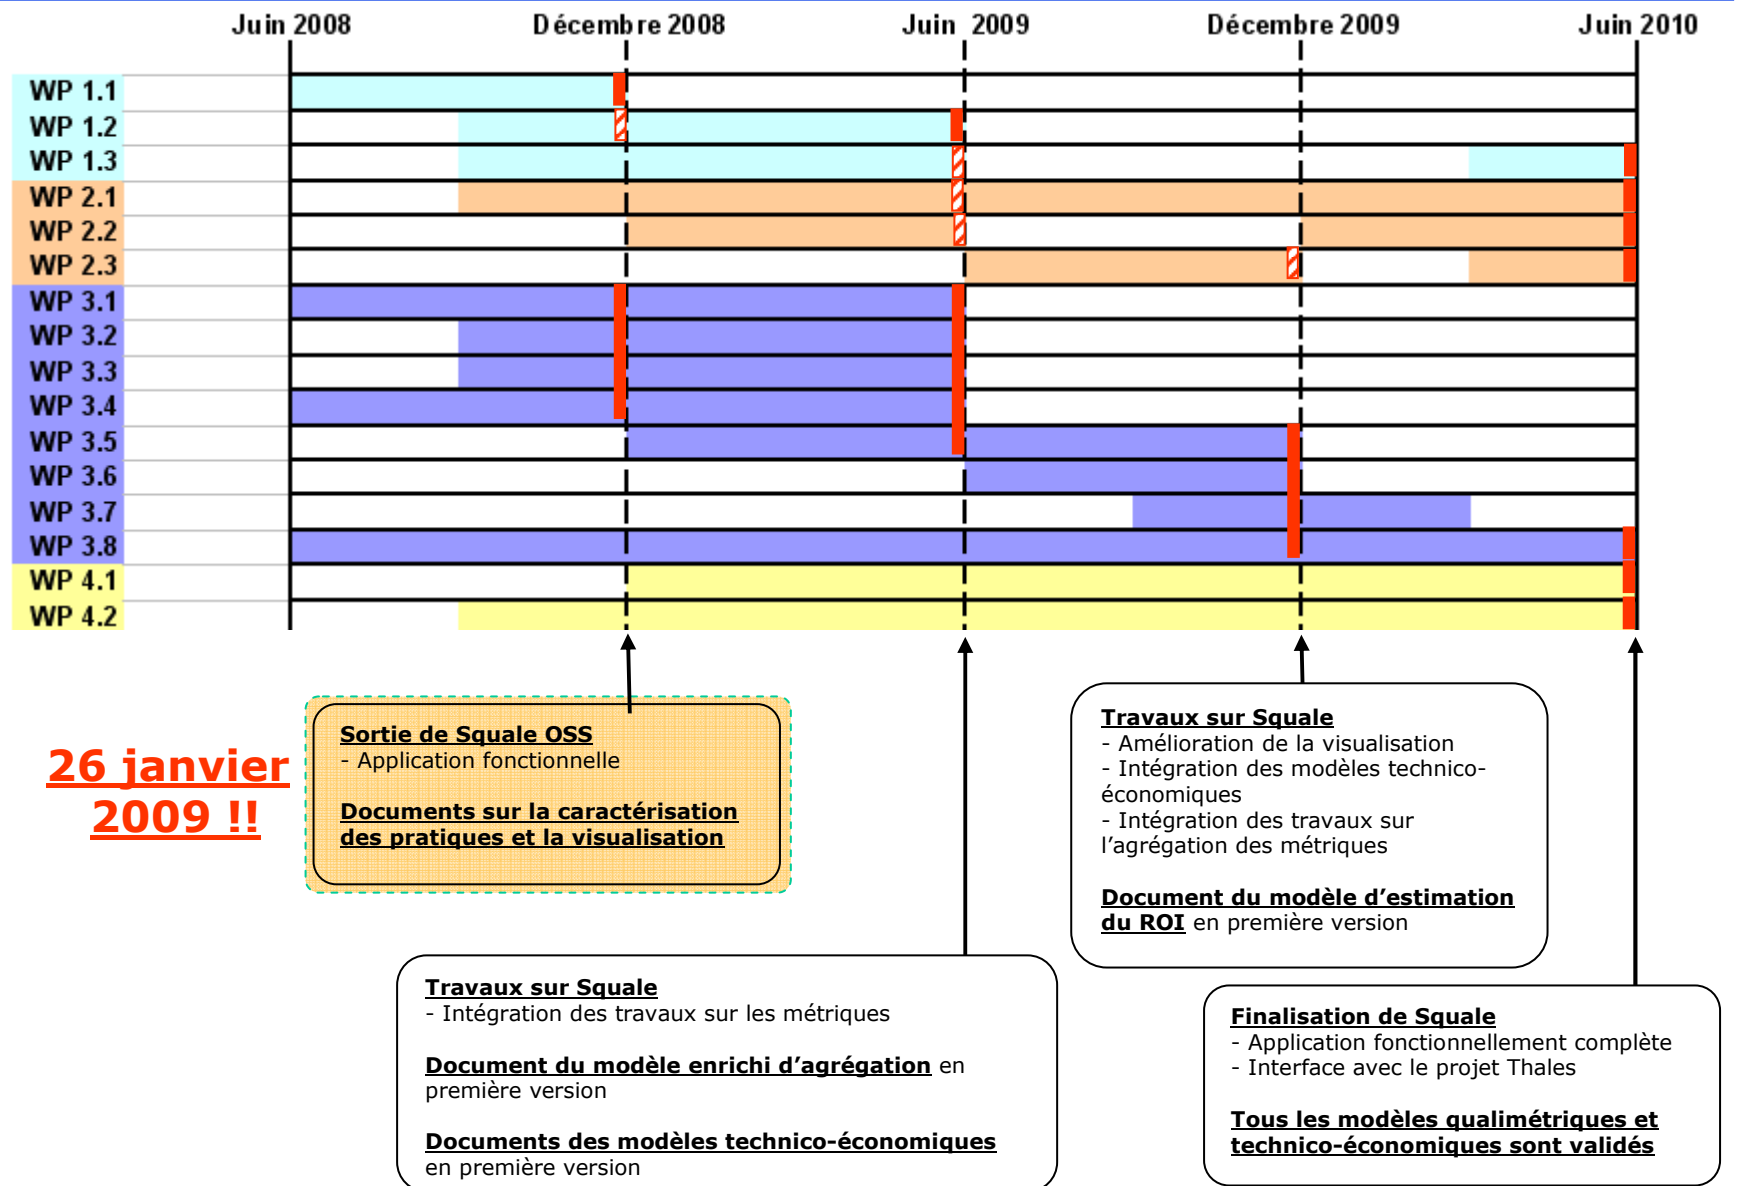 Juin 2008 Décembre 2008 Juin 2009 Décembre 2009 Juin 2010
WP 1.1
WP 1.2
WP 1.3
WP 2.1
WP 2.2
WP 2.3
WP 3.1
WP 3.2
WP 3.3
WP 3.4
WP 3.5
WP 3.6
WP 3.7
WP 3.8
WP 4.1
WP 4.2
26 janvier
2009 !!
Sortie de Squale OSS
- Application fonctionnelle
Documents sur la caractérisation
des pratiques et la visualisation
Travaux sur Squale
- Intégration des travaux sur les métriques
Document du modèle enrichi d’agrégation en
première version
Documents des modèles technico-économiques
en première version
Travaux sur Squale
- Amélioration de la visualisation
- Intégration des modèles technico-
économiques
- Intégration des travaux sur
l’agrégation des métriques
Document du modèle d’estimation
du ROI en première version
Finalisation de Squale
- Application fonctionnellement complète
- Interface avec le projet Thales
Tous les modèles qualimétriques et
technico-économiques sont validés